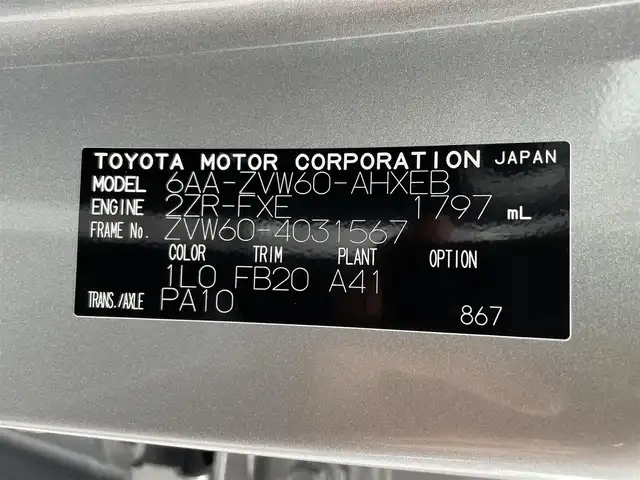 TOYOTA MOTOR CORPORATION JAPAN
MODEL 6AA-ZVW60-AHXEB
ENGINE 2ZR-FXE 1797 mL
FRAME No. ZVW60-4031567
COLOR TRIM PLANT OPTION
1L0 FB20 A41
TRANS./AXLE PA10
867